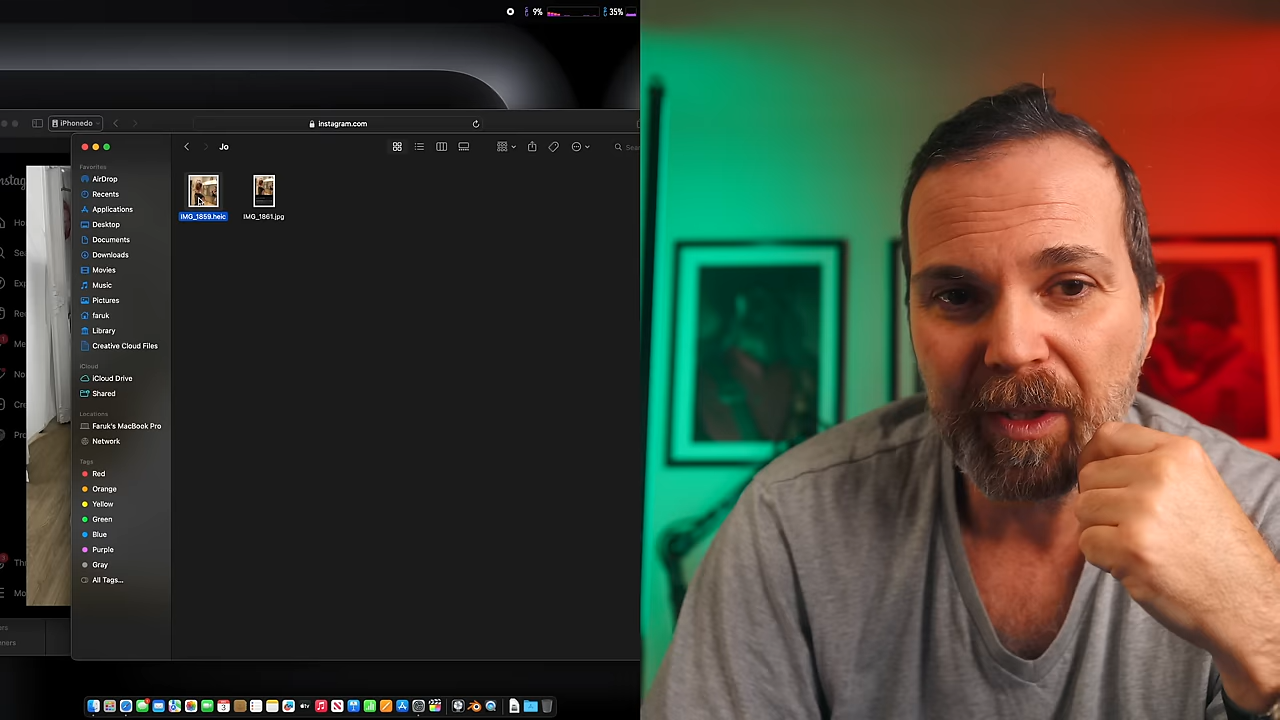 9% 35%
iPhonedo
instagram.com
Jo
Favorites
AirDrop
Recents
Applications
Desktop
Documents
Downloads
Movies
Music
Pictures
faruk
Library
Creative Cloud Files
iCloud
iCloud Drive
Shared
Locations
Faruk's MacBook Pro
Network
Tags
Red
Orange
Yellow
Green
Blue
Purple
Gray
All Tags...
IMG_1859.heic IMG_1861.jpg